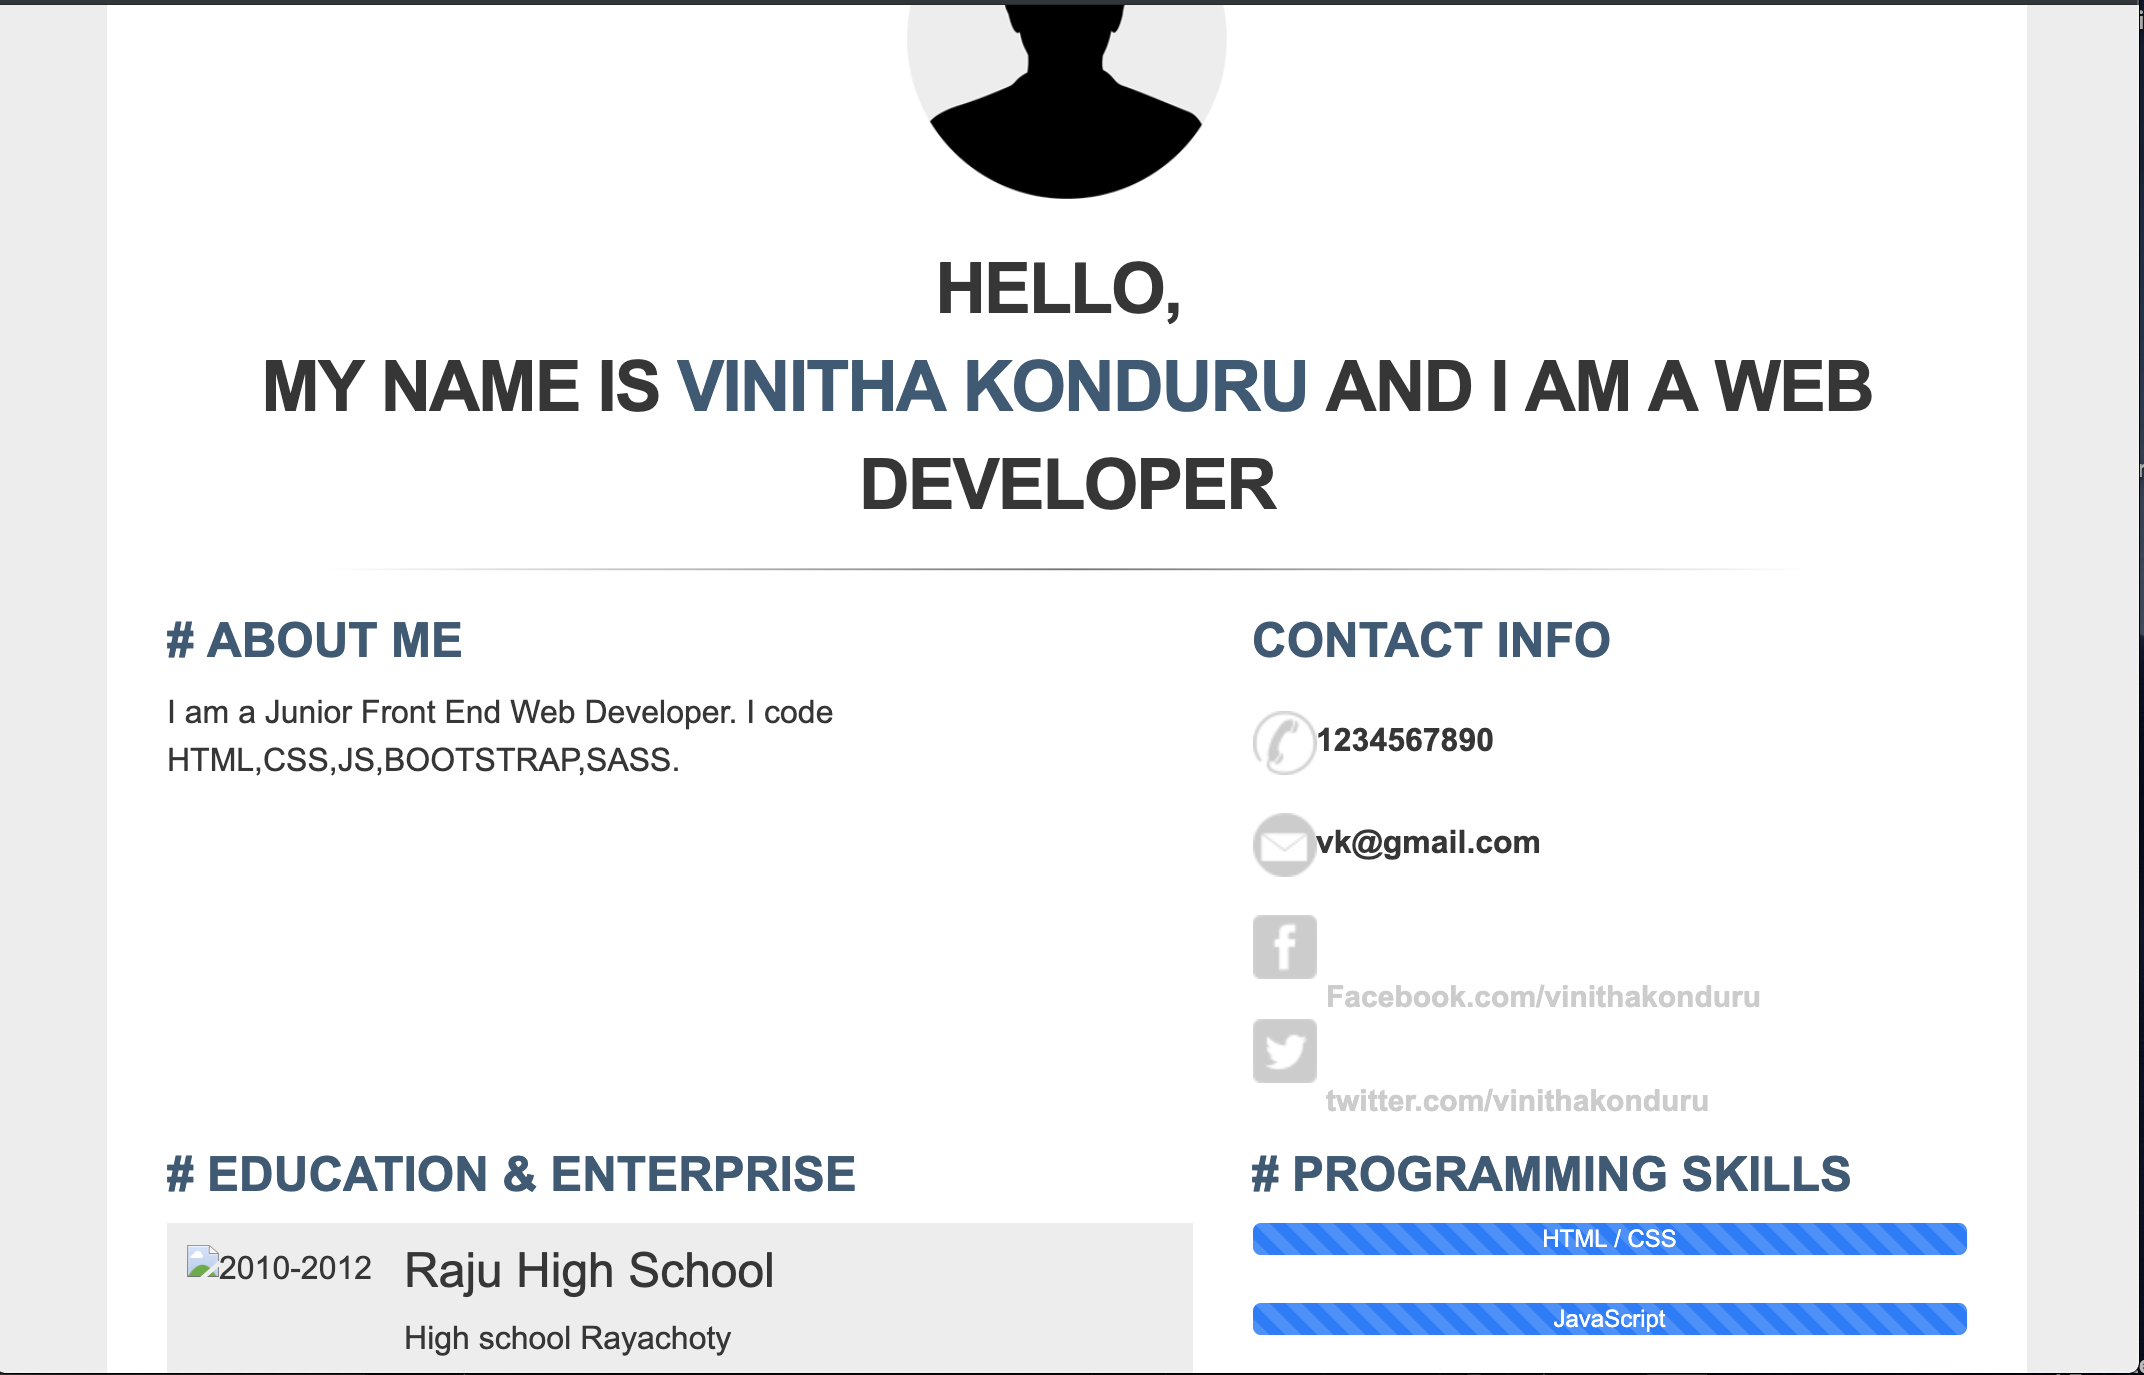 HELLO,
MY NAME IS VINITHA KONDURU AND I AM A WEB
DEVELOPER
# ABOUT ME
I am a Junior Front End Web Developer. I code
HTML,CSS,JS,BOOTSTRAP,SASS.
CONTACT INFO
1234567890
vk@gmail.com
Facebook.com/vinithakonduru
twitter.com/vinithakonduru
# EDUCATION & ENTERPRISE
2010-2012
Raju High School
High school Rayachoty
# PROGRAMMING SKILLS
HTML / CSS
JavaScript